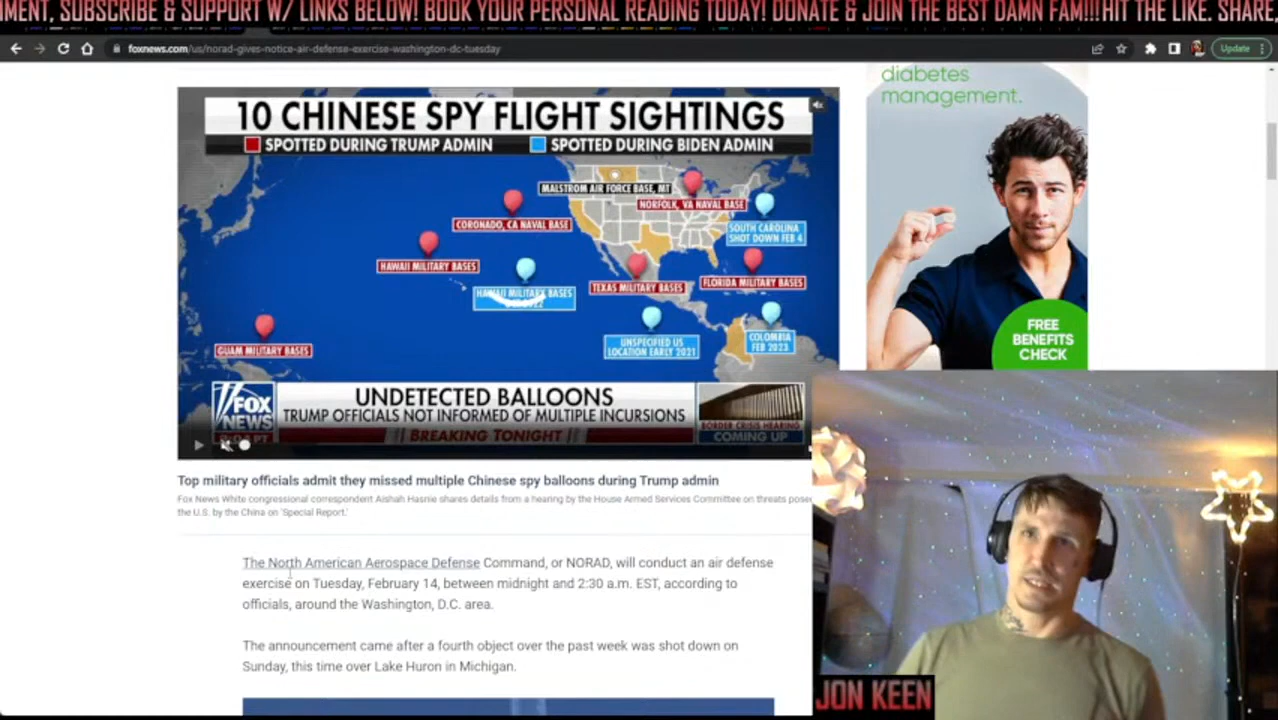 MENT, SUBSCRIBE & SUPPORT W/ LINKS BELOW! BOOK YOUR PERSONAL READING TODAY! DONATE & JOIN THE BEST DAMN FAM!!! HIT THE LIKE. SHARE,
foxnews.com/us/norad-gives-notice-air-defense-exercise-washington-dc-tuesday
Update
diabetes
management.
10 CHINESE SPY FLIGHT SIGHTINGS
SPOTTED DURING TRUMP ADMIN
SPOTTED DURING BIDEN ADMIN
MALSTROM AIR FORCE BASE, MT
NORFOLK, VA NAVAL BASE
CORONADO, CA NAVAL BASE
SOUTH CAROLINA
SHOT DOWN FEB 4
HAWAII MILITARY BASES
TEXAS MILITARY BASES
FLORIDA MILITARY BASES
HAWAII MILITARY BASES
GUAM MILITARY BASES
UNSPECIFIED US
LOCATION EARLY 2021
COLOMBIA
FEB 2023
FREE
BENEFITS
CHECK
FOX
NEWS
UNDETECTED BALLOONS
TRUMP OFFICIALS NOT INFORMED OF MULTIPLE INCURSIONS
BREAKING TONIGHT
BORDER CRISIS HEARING
COMING UP
Top military officials admit they missed multiple Chinese spy balloons during Trump admin
Fox News White congressional correspondent Aishah Hasnie shares details from a hearing by the House Armed Services Committee on threats pose
the U.S. by the China on 'Special Report.'
The North American Aerospace Defense Command, or NORAD, will conduct an air defense
exercise on Tuesday, February 14, between midnight and 2:30 a.m. EST, according to
officials, around the Washington, D.C. area.
The announcement came after a fourth object over the past week was shot down on
Sunday, this time over Lake Huron in Michigan.
JON KEEN